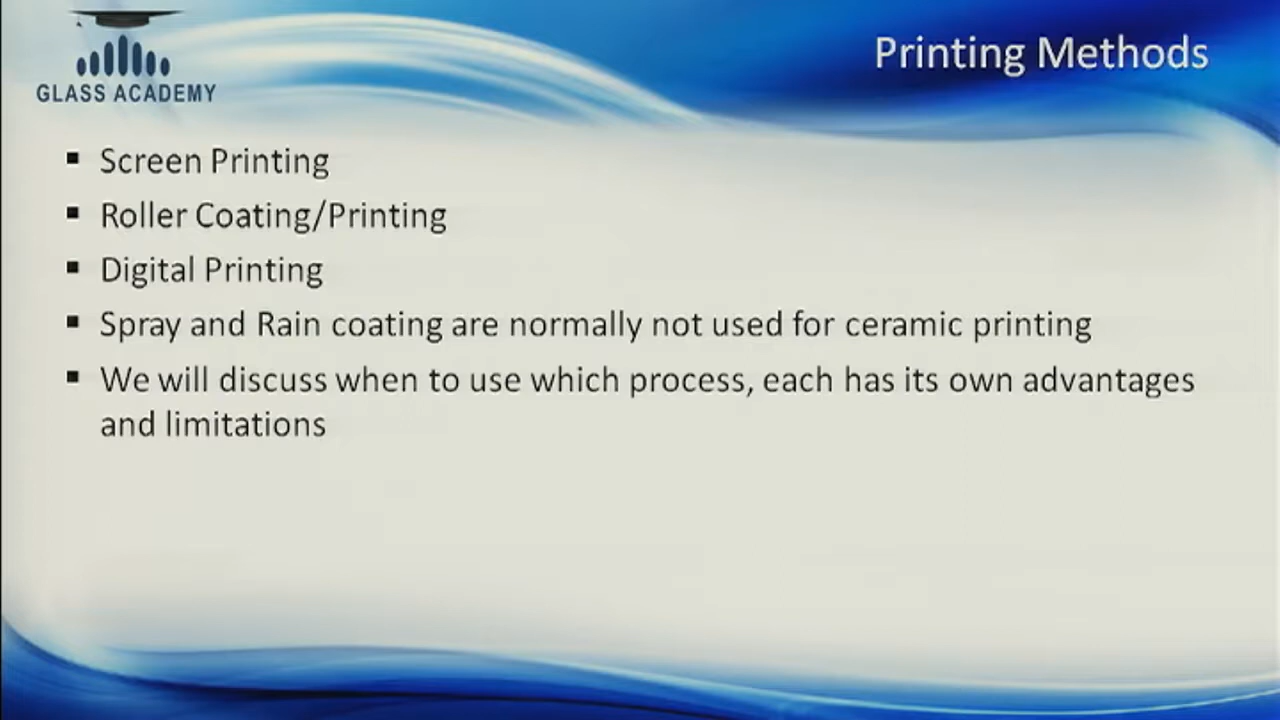 GLASS ACADEMY
Printing Methods
▪ Screen Printing
▪ Roller Coating/Printing
▪ Digital Printing
▪ Spray and Rain coating are normally not used for ceramic printing
▪ We will discuss when to use which process, each has its own advantages
and limitations